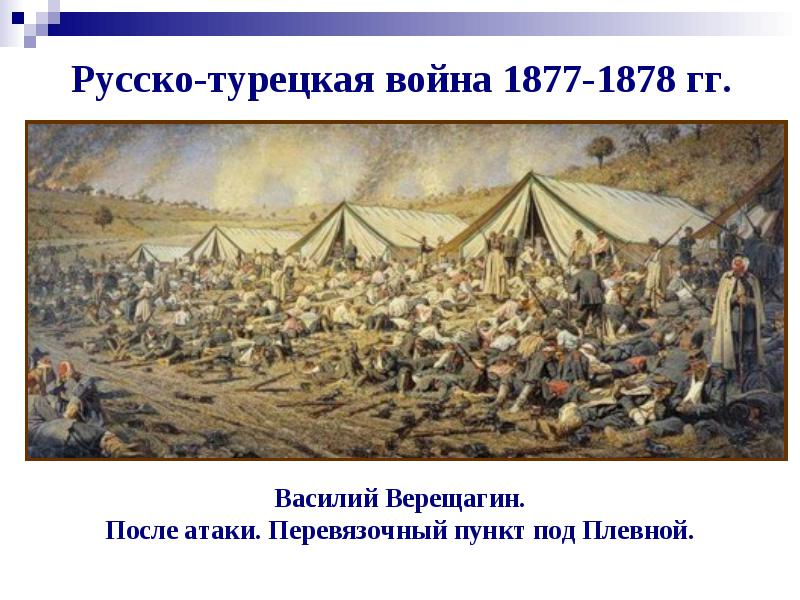 Русско-турецкая война 1877-1878 гг.
Василий Верещагин.
После атаки. Перевязочный пункт под Плевной.